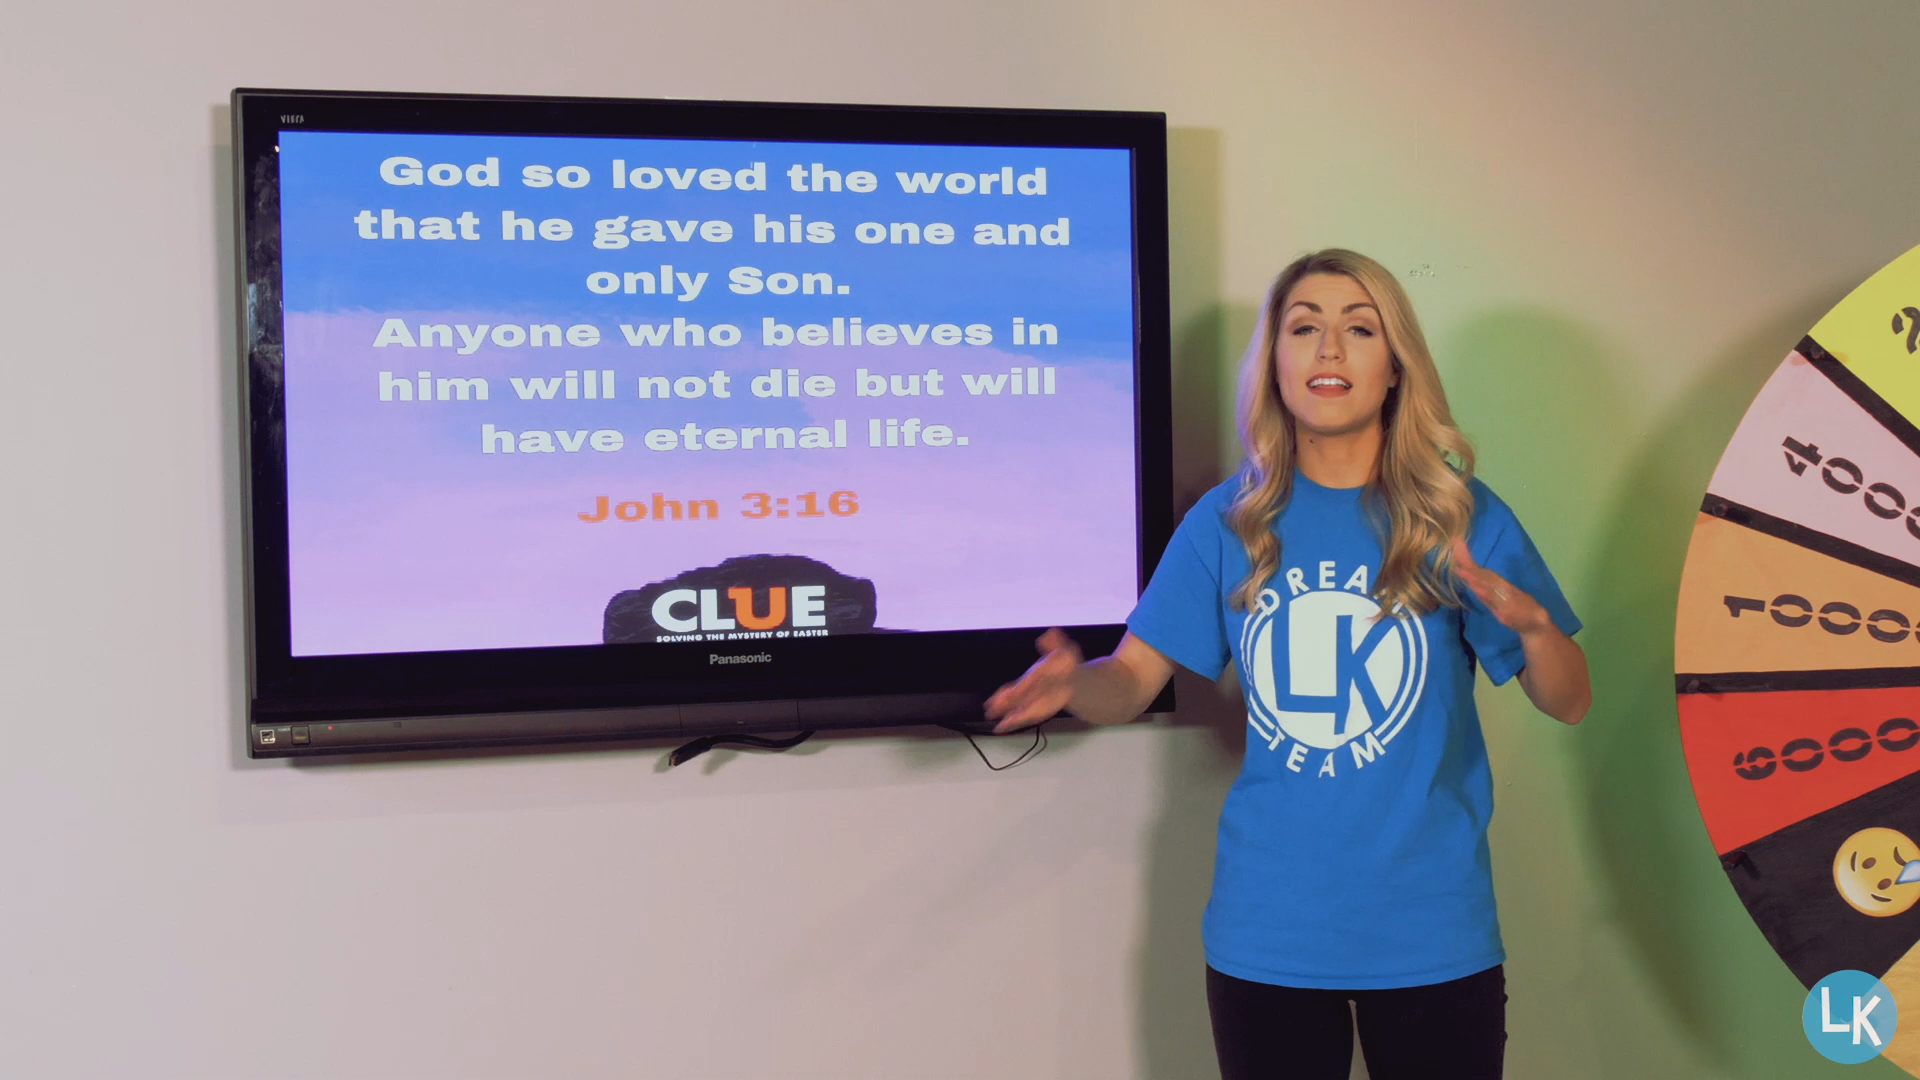 VIERA
God so loved the world
that he gave his one and
only Son.
Anyone who believes in
him will not die but will
have eternal life.
John 3:16
CLUE
SOLVING THE MYSTERY OF EASTER
Panasonic
DREAM
LK
TEAM
10000
LK